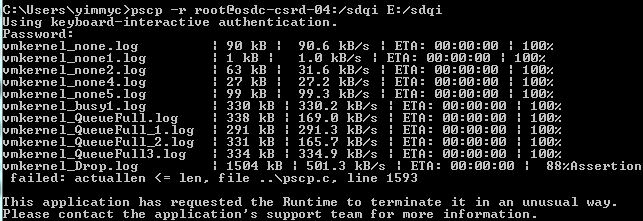 C:\Users\yimmyc>pscp -r root@osdc-csrd-04:/sdqi E:/sdqi
Using keyboard-interactive authentication.
Password:
vmkernel_none.log | 90 kB | 90.6 kB/s | ETA: 00:00:00 | 100%
vmkernel_none1.log | 1 kB | 1.0 kB/s | ETA: 00:00:00 | 100%
vmkernel_none2.log | 63 kB | 31.6 kB/s | ETA: 00:00:00 | 100%
vmkernel_none4.log | 27 kB | 27.2 kB/s | ETA: 00:00:00 | 100%
vmkernel_none5.log | 99 kB | 99.3 kB/s | ETA: 00:00:00 | 100%
vmkernel_busy1.log | 330 kB | 330.2 kB/s | ETA: 00:00:00 | 100%
vmkernel_QueueFull.log | 338 kB | 169.0 kB/s | ETA: 00:00:00 | 100%
vmkernel_QueueFull_1.log | 291 kB | 291.3 kB/s | ETA: 00:00:00 | 100%
vmkernel_QueueFull_2.log | 331 kB | 165.7 kB/s | ETA: 00:00:00 | 100%
vmkernel_QueueFull3.log | 334 kB | 334.9 kB/s | ETA: 00:00:00 | 100%
vmkernel_Drop.log | 1504 kB | 501.3 kB/s | ETA: 00:00:00 | 88%Assertion
failed: actuallen <= len, file ..\pscp.c, line 1593
This application has requested the Runtime to terminate it in an unusual way.
Please contact the application's support team for more information.